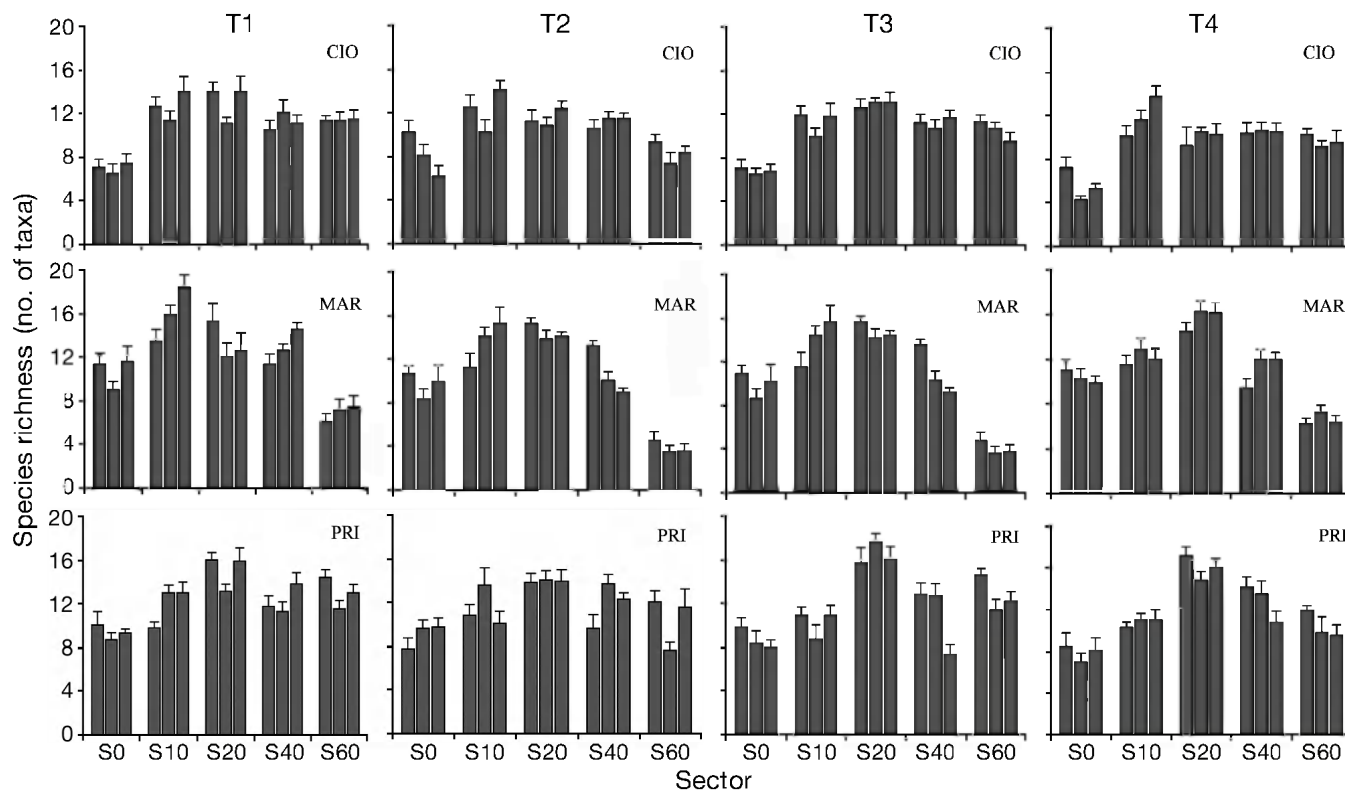 T1 T2 T3 T4
CIO CIO CIO CIO
20
16
12
8
4
0
MAR MAR MAR MAR
20
16
12
8
4
0
PRI PRI PRI PRI
20
16
12
8
4
0
Species richness (no. of taxa)
S0 S10 S20 S40 S60 S0 S10 S20 S40 S60 S0 S10 S20 S40 S60 S0 S10 S20 S40 S60
Sector